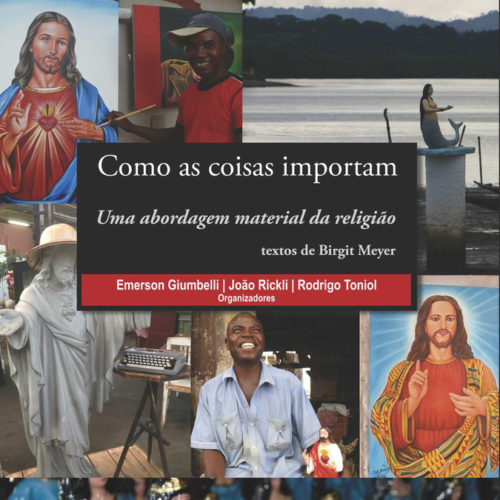 Como as coisas importam
Uma abordagem material da religião
textos de Birgit Meyer
Emerson Giumbelli | João Rickli | Rodrigo Toniol
Organizadores